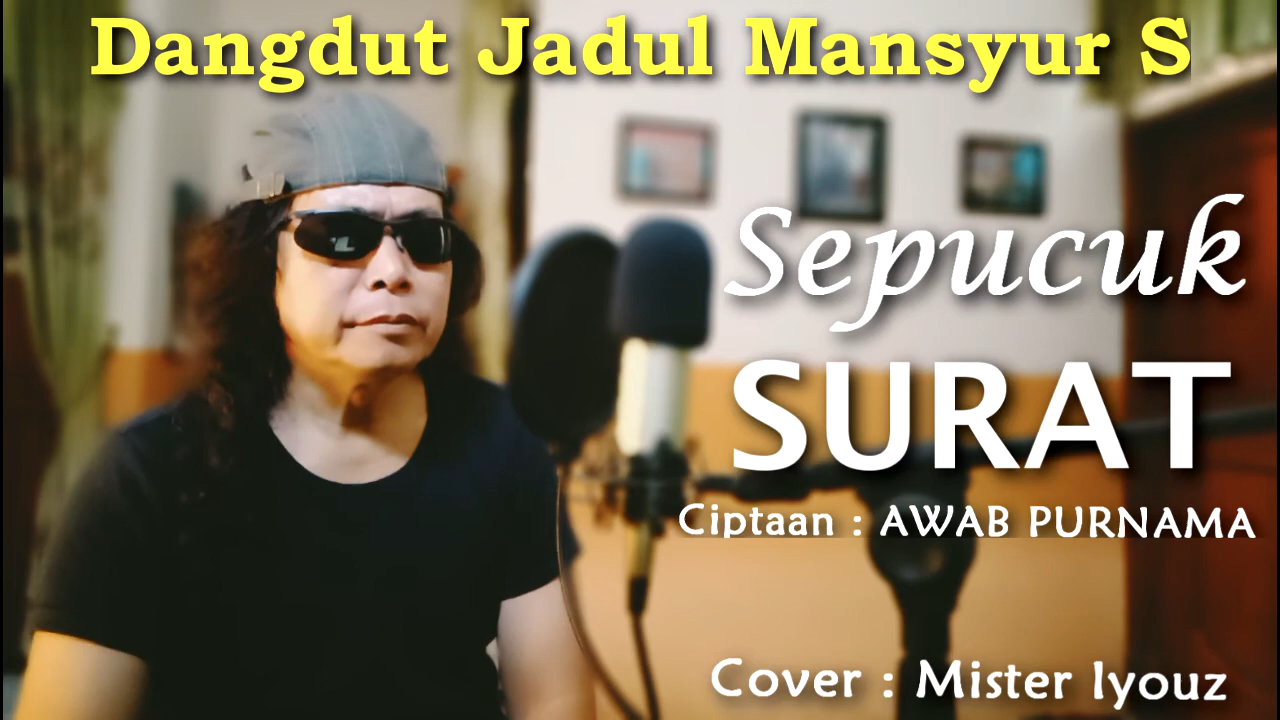 Dangdut Jadul Mansyur S
Sepucuk
SURAT
Ciptaan : AWAB PURNAMA
Cover : Mister Iyouz